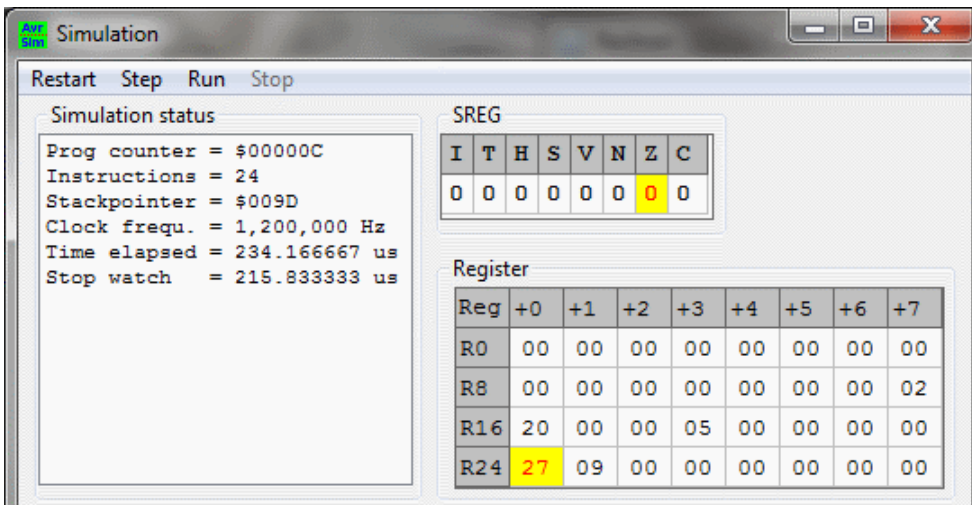 Avr Sim Simulation
Restart Step Run Stop
Simulation status
Prog counter = $00000C
Instructions = 24
Stackpointer = $009D
Clock frequ. = 1,200,000 Hz
Time elapsed = 234.166667 us
Stop watch = 215.833333 us
SREG
I T H S V N Z C
0 0 0 0 0 0 0 0
Register
Reg +0 +1 +2 +3 +4 +5 +6 +7
R0 00 00 00 00 00 00 00 00
R8 00 00 00 00 00 00 00 02
R16 20 00 00 05 00 00 00 00
R24 27 09 00 00 00 00 00 00